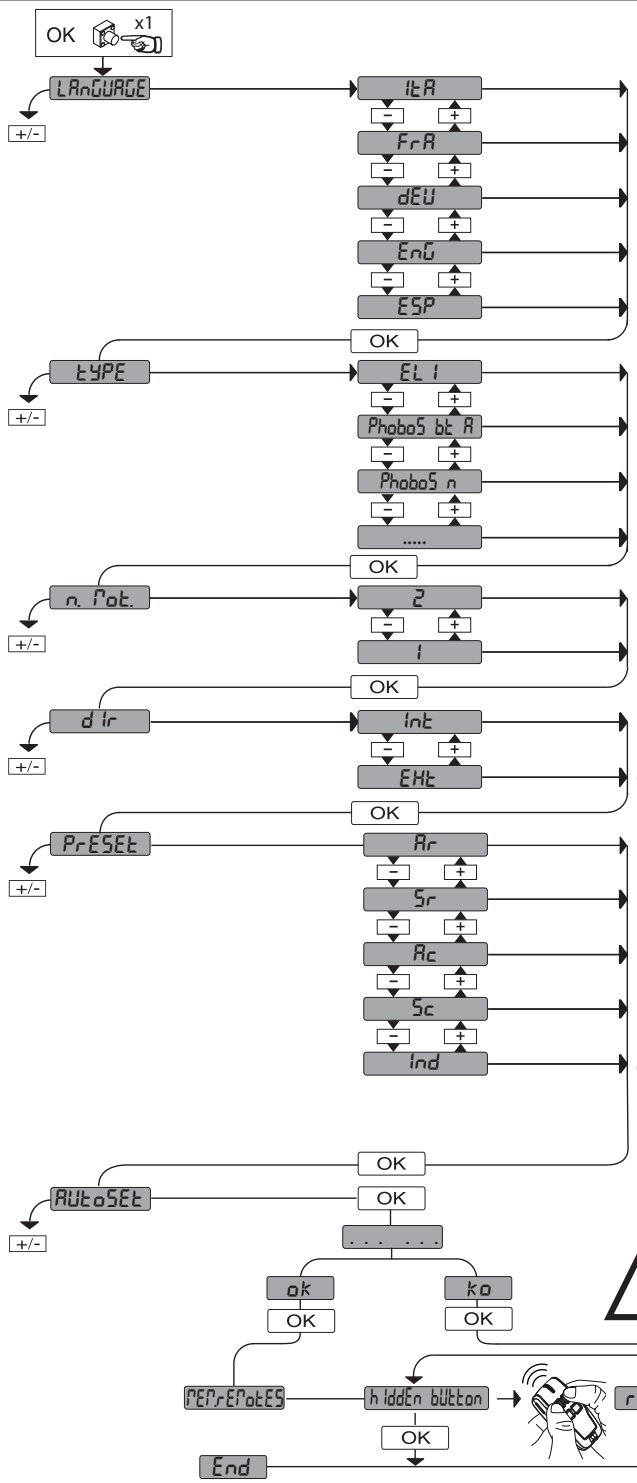 OK x1
LAnGUAGE ItA
+/- - +
FrA
- +
dEU
- +
EnG
- +
ESP
OK
tYPE EL I
+/- - +
PhoboS bt A
- +
PhoboS n
- +
.....
OK
n. Mot. 2
+/- - +
1
OK
dIr Int
+/- - +
EHt
OK
PrESEt Ar
+/- - +
Sr
- +
Ac
- +
Sc
- +
Ind
OK
AUtoSEt OK
+/-
. . . . . .
ok ko
OK OK
MEM.rEMotES hIddEn bUtton r
OK
End